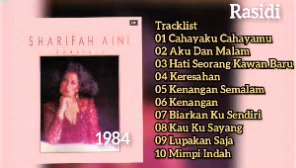 Rasidi
SHARIFAH AINI
1984
Tracklist
01 Cahayaku Cahayamu
02 Aku Dan Malam
03 Hati Seorang Kawan Baru
04 Keresahan
05 Kenangan Semalam
06 Kenangan
07 Biarkan Ku Sendiri
08 Kau Ku Sayang
09 Lupakan Saja
10 Mimpi Indah